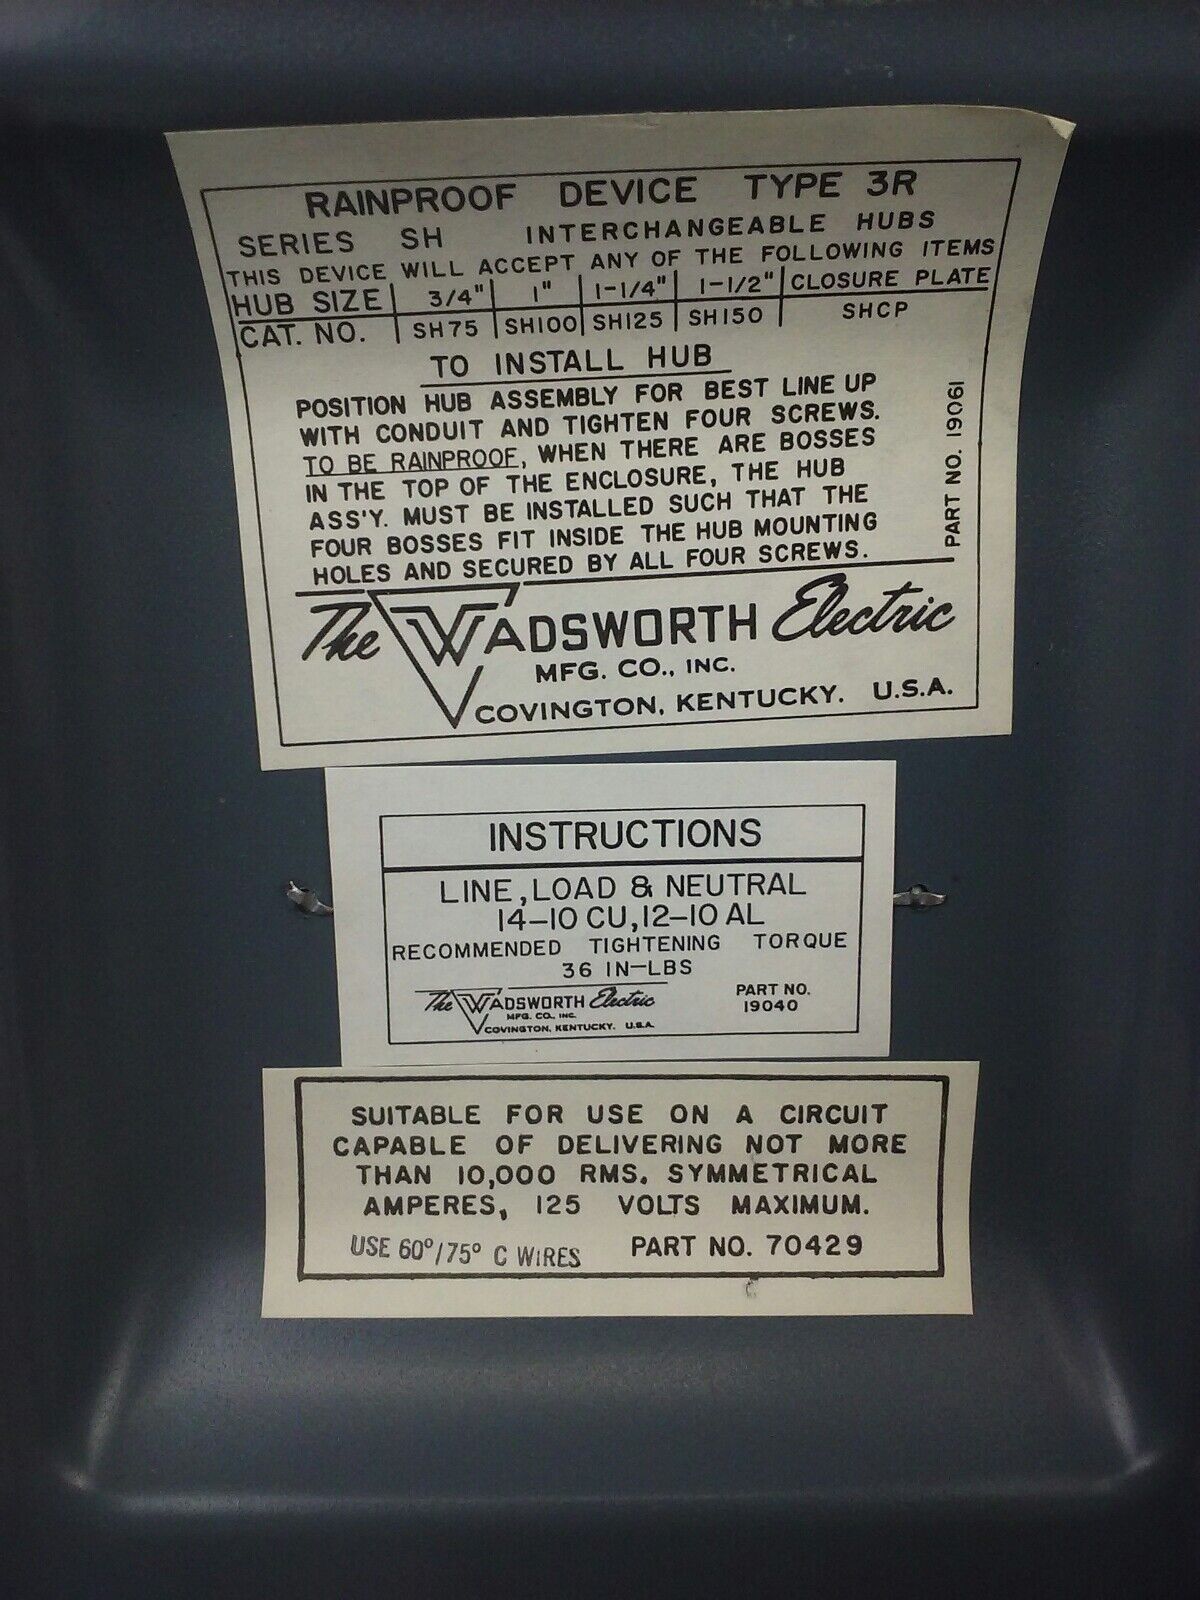 RAINPROOF DEVICE TYPE 3R
SERIES SH INTERCHANGEABLE HUBS
THIS DEVICE WILL ACCEPT ANY OF THE FOLLOWING ITEMS
HUB SIZE 3/4" 1" 1-1/4" 1-1/2" CLOSURE PLATE
CAT. NO. SH75 SH100 SH125 SH150 SHCP
TO INSTALL HUB
POSITION HUB ASSEMBLY FOR BEST LINE UP
WITH CONDUIT AND TIGHTEN FOUR SCREWS.
TO BE RAINPROOF, WHEN THERE ARE BOSSES
IN THE TOP OF THE ENCLOSURE, THE HUB
ASS'Y. MUST BE INSTALLED SUCH THAT THE
FOUR BOSSES FIT INSIDE THE HUB MOUNTING
HOLES AND SECURED BY ALL FOUR SCREWS.
PART NO. 19061
The WADSWORTH Electric
MFG. CO., INC.
COVINGTON, KENTUCKY. U.S.A.
INSTRUCTIONS
LINE, LOAD & NEUTRAL
14-10 CU, 12-10 AL
RECOMMENDED TIGHTENING TORQUE
36 IN-LBS
The WADSWORTH Electric
MFG. CO., INC.
COVINGTON, KENTUCKY. U.S.A.
PART NO.
19040
SUITABLE FOR USE ON A CIRCUIT
CAPABLE OF DELIVERING NOT MORE
THAN 10,000 RMS. SYMMETRICAL
AMPERES, 125 VOLTS MAXIMUM.
USE 60°/75° C WIRES PART NO. 70429